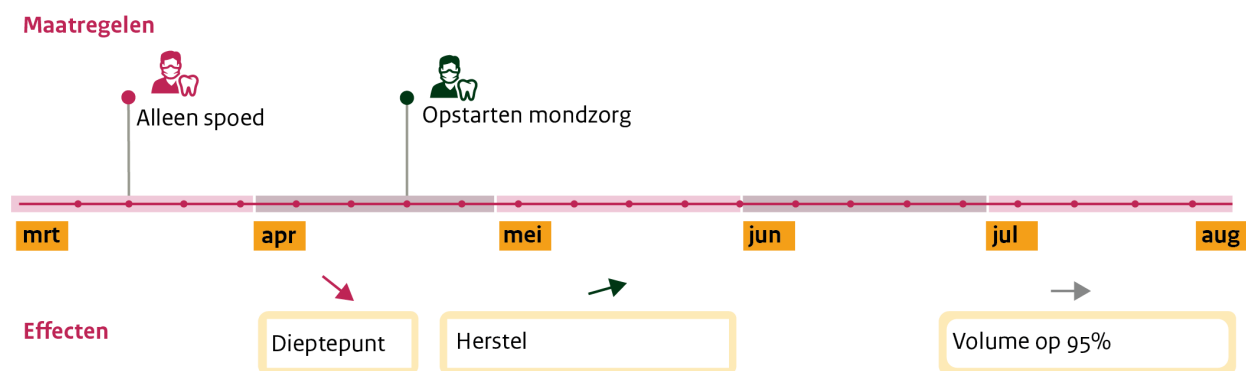 Maatregelen
Alleen spoed
Opstarten mondzorg
mrt
apr
mei
jun
jul
aug
Effecten
Dieptepunt
Herstel
Volume op 95%